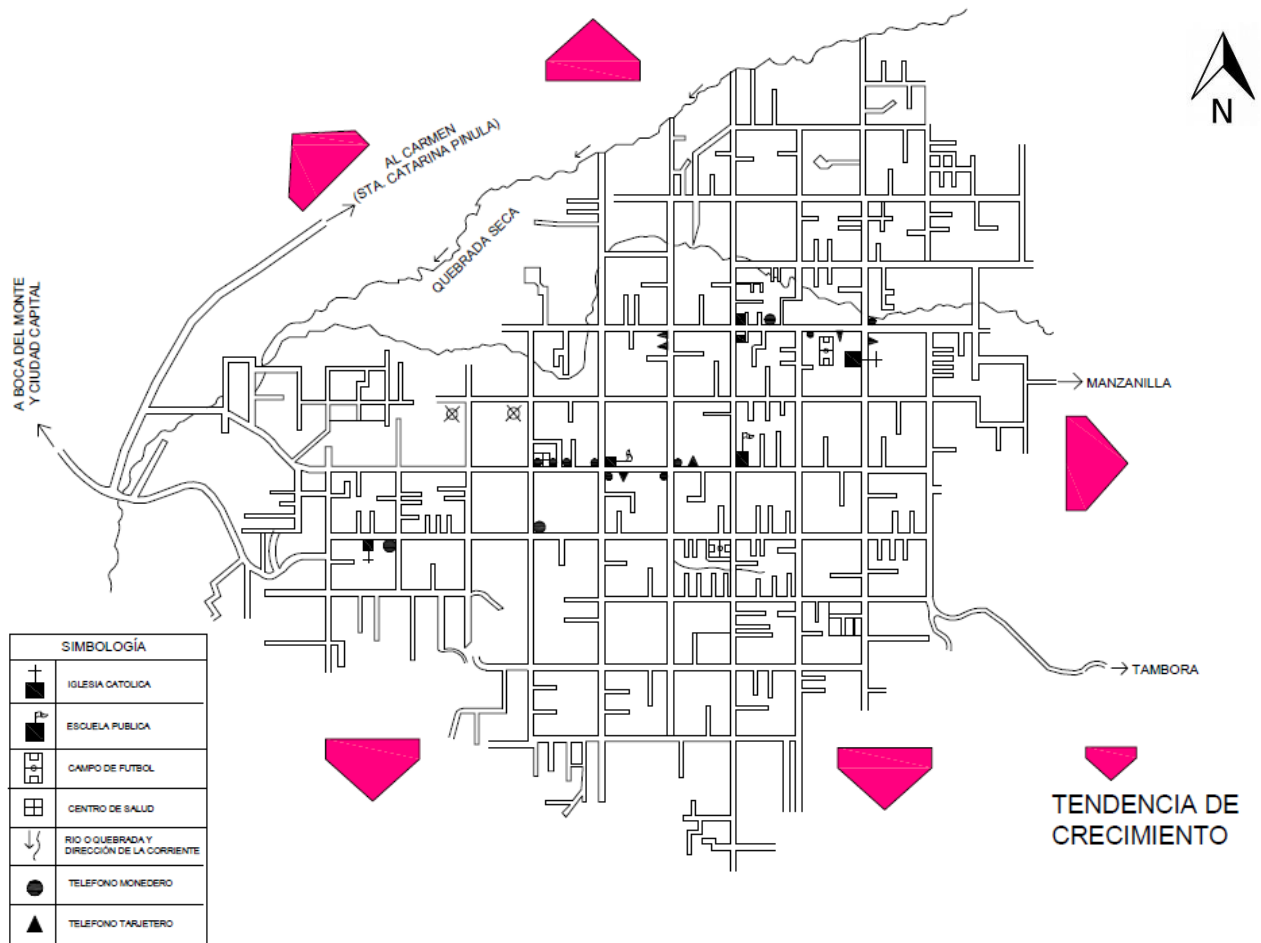 N
AL CARMEN
(STA. CATARINA PINULA)
QUEBRADA SECA
A BOCA DEL MONTE
Y CIUDAD CAPITAL
MANZANILLA
TAMBORA
SIMBOLOGÍA
IGLESIA CATOLICA
ESCUELA PUBLICA
CAMPO DE FUTBOL
CENTRO DE SALUD
RIO O QUEBRADA Y
DIRECCIÓN DE LA CORRIENTE
TELEFONO MONEDERO
TELEFONO TARJETERO
TENDENCIA DE
CRECIMIENTO